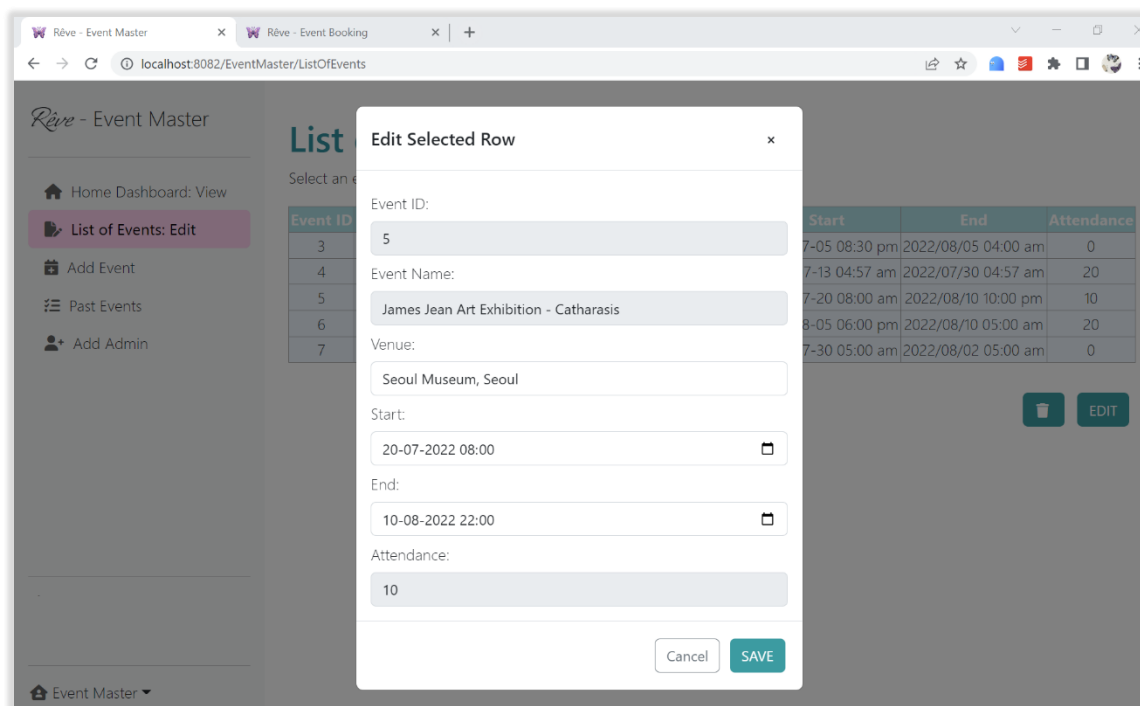 Rêve - Event Master
Rêve - Event Booking
localhost:8082/EventMaster/ListOfEvents
Rêve - Event Master
Home Dashboard: View
List of Events: Edit
Add Event
Past Events
Add Admin
Event Master
List
Select an e
Event ID Start End Attendance
3 7-05 08:30 pm 2022/08/05 04:00 am 0
4 7-13 04:57 am 2022/07/30 04:57 am 20
5 7-20 08:00 am 2022/08/10 10:00 pm 10
6 8-05 06:00 pm 2022/08/10 05:00 am 20
7 7-30 05:00 am 2022/08/02 05:00 am 0
EDIT
Edit Selected Row
Event ID:
5
Event Name:
James Jean Art Exhibition - Catharasis
Venue:
Seoul Museum, Seoul
Start:
20-07-2022 08:00
End:
10-08-2022 22:00
Attendance:
10
Cancel
SAVE